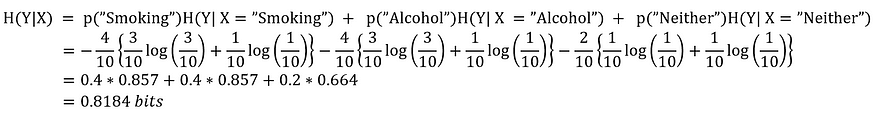 H(Y|X) = p("Smoking")H(Y| X = "Smoking") + p("Alcohol")H(Y| X = "Alcohol") + p("Neither")H(Y| X = "Neither")
= −4/10{3/10 log(3/10) + 1/10 log(1/10)} − 4/10{3/10 log(3/10) + 1/10 log(1/10)} − 2/10{1/10 log(1/10) + 1/10 log(1/10)}
= 0.4 * 0.857 + 0.4 * 0.857 + 0.2 * 0.664
= 0.8184 bits